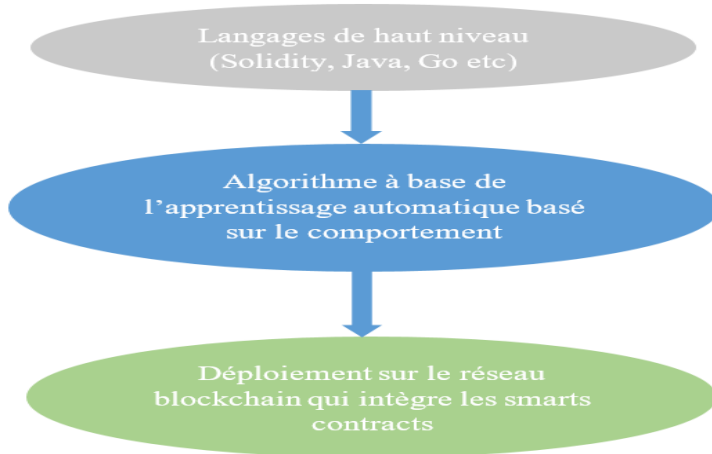 Langages de haut niveau
(Solidity, Java, Go etc)
Algorithme à base de
l’apprentissage automatique basé
sur le comportement
Déploiement sur le réseau
blockchain qui intègre les smarts
contracts